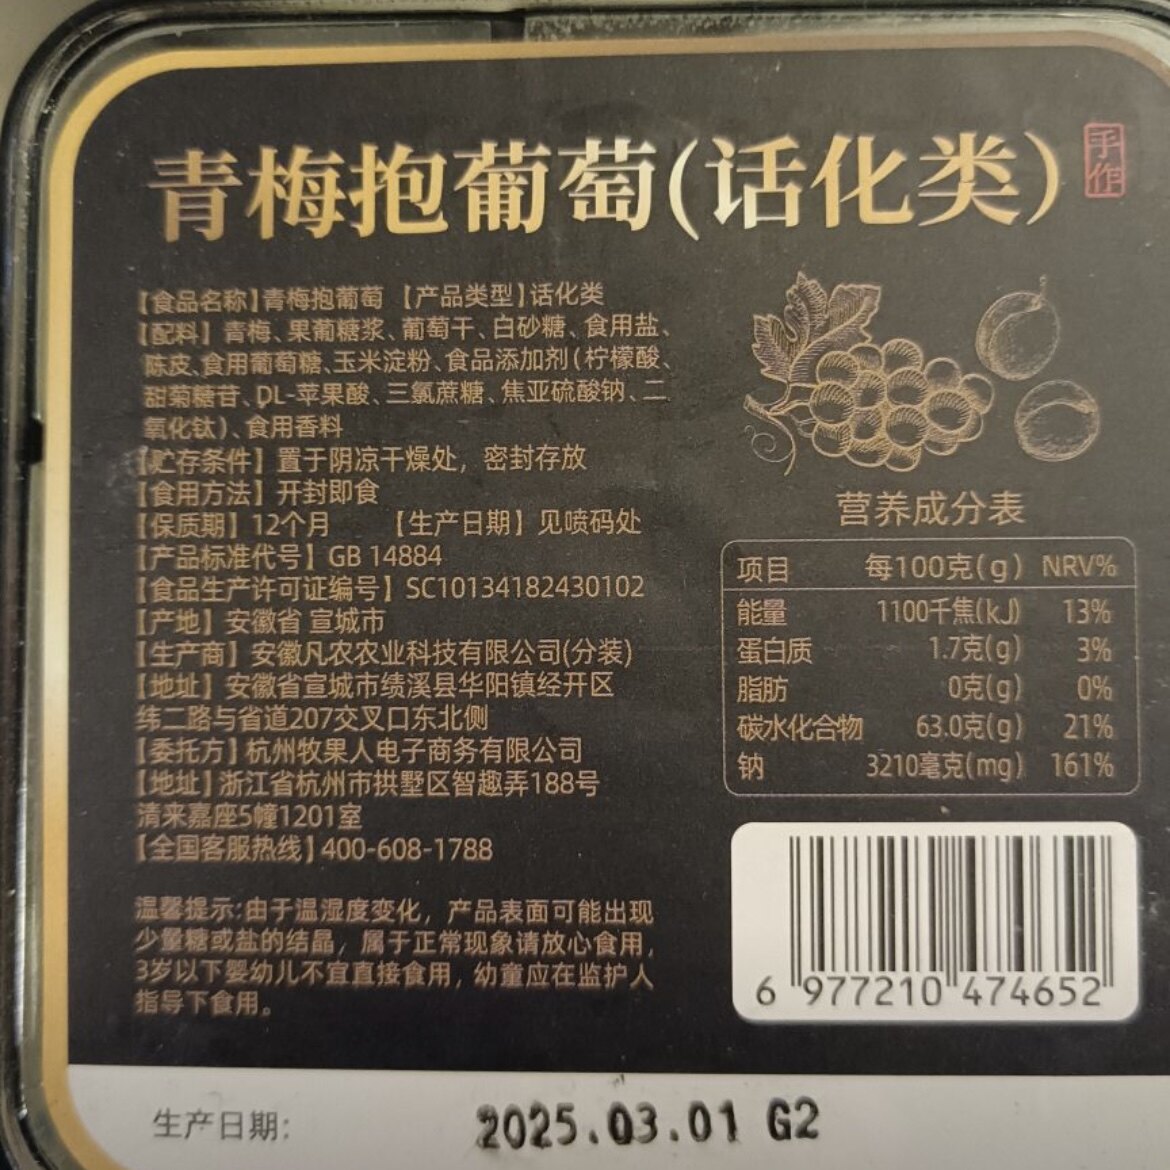 青梅抱葡萄(话化类)
手作
【食品名称】青梅抱葡萄 【产品类型】话化类
【配料】青梅、果葡糖浆、葡萄干、白砂糖、食用盐、
陈皮、食用葡萄糖、玉米淀粉、食品添加剂(柠檬酸、
甜菊糖苷、DL-苹果酸、三氯蔗糖、焦亚硫酸钠、二
氧化钛)、食用香料
【贮存条件】置于阴凉干燥处，密封存放
【食用方法】开封即食
【保质期】12个月 【生产日期】见喷码处
【产品标准代号】GB 14884
【食品生产许可证编号】SC10134182430102
【产地】安徽省 宣城市
【生产商】安徽凡农农业科技有限公司(分装)
【地址】安徽省宣城市绩溪县华阳镇经开区
纬二路与省道207交叉口东北侧
【委托方】杭州牧果人电子商务有限公司
【地址】浙江省杭州市拱墅区智趣弄188号
清来嘉座5幢1201室
【全国客服热线】400-608-1788
温馨提示:由于温湿度变化，产品表面可能出现
少量糖或盐的结晶，属于正常现象请放心食用，
3岁以下婴幼儿不宜直接食用，幼童应在监护人
指导下食用。
营养成分表
项目 每100克(g) NRV%
能量 1100千焦(kJ) 13%
蛋白质 1.7克(g) 3%
脂肪 0克(g) 0%
碳水化合物 63.0克(g) 21%
钠 3210毫克(mg) 161%
6 977210 474652
生产日期: 2025.03.01 G2